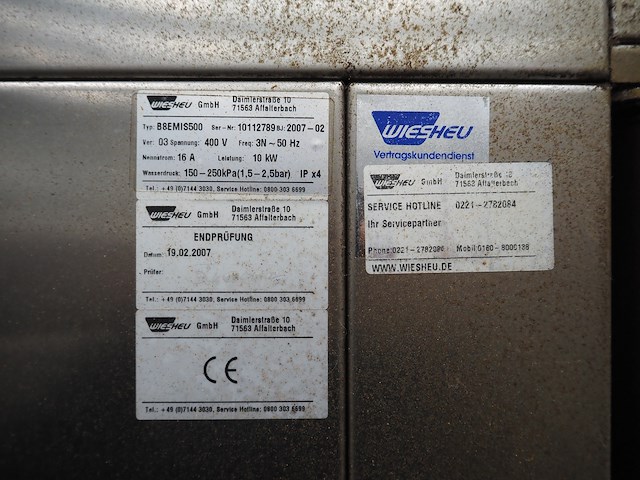 WIESHEU GmbH Daimlerstraße 10
71563 Affalterbach
Typ: B8EMIS500 Ser-Nr: 10112789 BJ: 2007-02
Ver: 03 Spannung: 400 V Freq: 3N~50 Hz
Nennstrom: 16 A Leistung: 10 kW
Wasserdruck: 150-250kPa(1,5-2,5bar) IP x4
Tel.: +49 (0)7144 3030, Service Hotline: 0800 303 6699
WIESHEU GmbH Daimlerstraße 10
71563 Affalterbach
ENDPRÜFUNG
Datum: 19.02.2007
Prüfer:
Tel.: +49 (0)7144 3030, Service Hotline: 0800 303 6699
WIESHEU GmbH Daimlerstraße 10
71563 Affalterbach
CE
Tel.: +49 (0)7144 3030, Service Hotline: 0800 303 6699
WIESHEU
Vertragskundendienst
WIESHEU GmbH Daimlerstraße 10
71563 Affalterbach
SERVICE HOTLINE 0221-2782084
Ihr Servicepartner
Phone: Mobil:
WWW.WIESHEU.DE